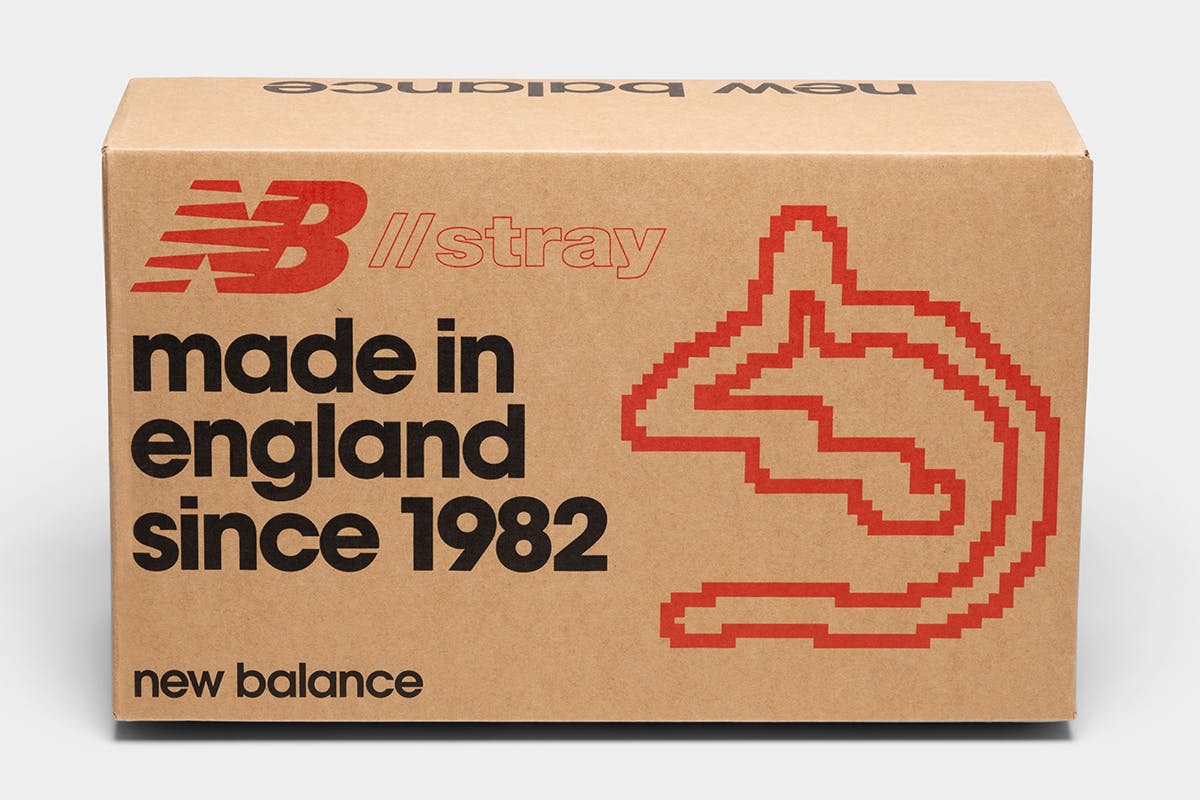 new balance
NB //stray
made in
england
since 1982
new balance